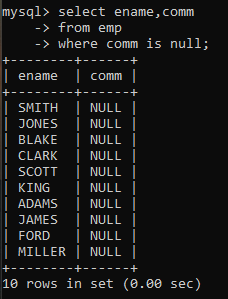 mysql> select ename,comm
    -> from emp
    -> where comm is null;
+--------+------+
| ename  | comm |
+--------+------+
| SMITH  | NULL |
| JONES  | NULL |
| BLAKE  | NULL |
| CLARK  | NULL |
| SCOTT  | NULL |
| KING   | NULL |
| ADAMS  | NULL |
| JAMES  | NULL |
| FORD   | NULL |
| MILLER | NULL |
+--------+------+
10 rows in set (0.00 sec)